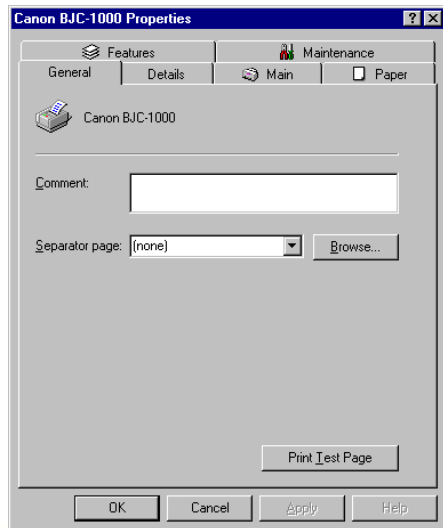 Canon BJC-1000 Properties
Features Maintenance
General Details Main Paper
Canon BJC-1000
Comment:
Separator page: (none) Browse...
Print Test Page
OK Cancel Apply Help